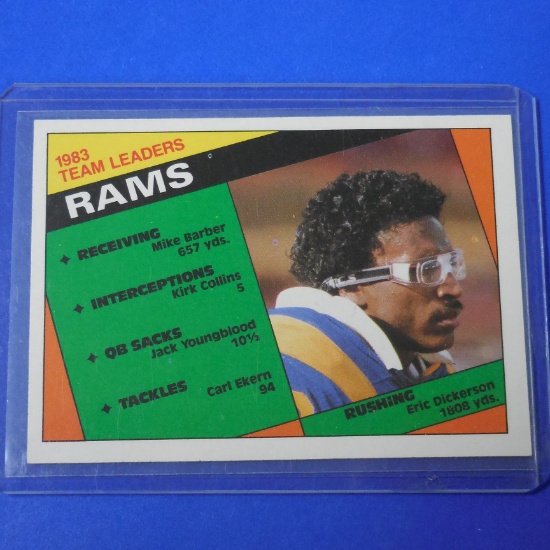 1983
TEAM LEADERS
RAMS
✦ RECEIVING
Mike Barber
657 yds.
✦ INTERCEPTIONS
Kirk Collins
5
✦ QB SACKS
Jack Youngblood
10½
✦ TACKLES
Carl Ekern
94
RUSHING
Eric Dickerson
1808 yds.